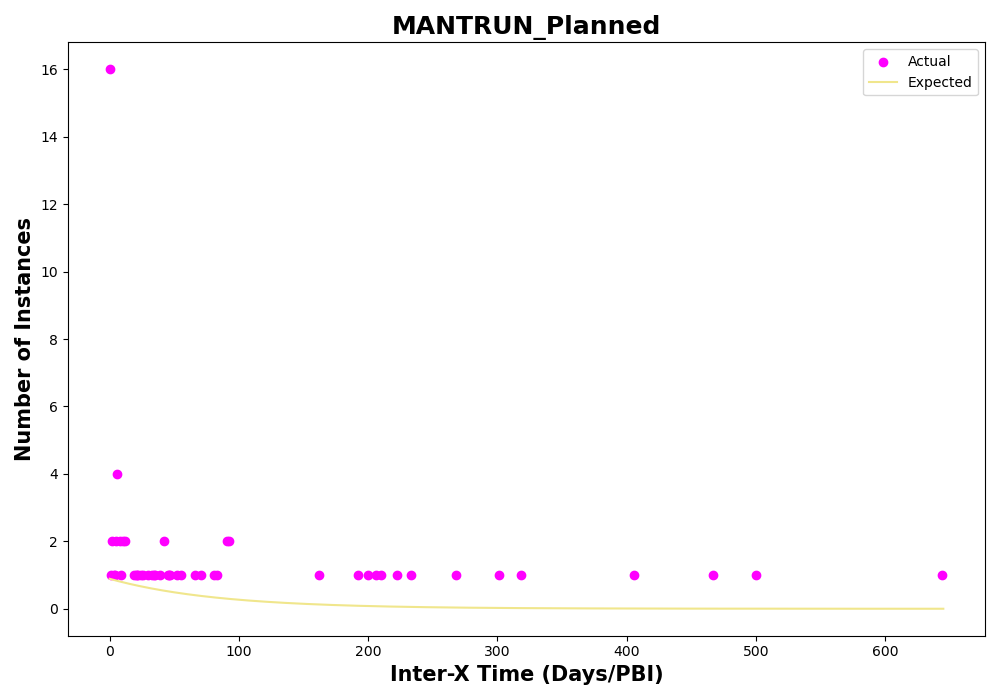 MANTRUN_Planned
Actual
Expected
Number of Instances
16
14
12
10
8
6
4
2
0
0 100 200 300 400 500 600
Inter-X Time (Days/PBI)